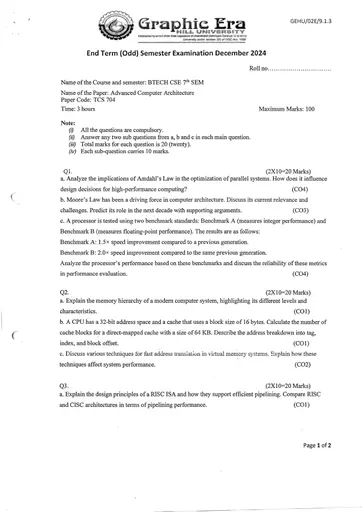 GEHU/02E/9.1.3
Graphic Era
HILL UNIVERSITY
End Term (Odd) Semester Examination December 2024
Roll no..............................
Name of the Course and semester: BTECH CSE 7th SEM
Name of the Paper: Advanced Computer Architecture
Paper Code: TCS 704
Time: 3 hours Maximum Marks: 100
Note:
(i) All the questions are compulsory.
(ii) Answer any two sub questions from a, b and c in each main question.
(iii) Total marks for each question is 20 (twenty).
(iv) Each sub-question carries 10 marks.
Q1. (2X10=20 Marks)
a. Analyze the implications of Amdahl's Law in the optimization of parallel systems. How does it influence
design decisions for high-performance computing? (CO4)
b. Moore's Law has been a driving force in computer architecture. Discuss its current relevance and
challenges. Predict its role in the next decade with supporting arguments. (CO3)
c. A processor is tested using two benchmark standards: Benchmark A (measures integer performance) and
Benchmark B (measures floating-point performance). The results are as follows:
Benchmark A: 1.5× speed improvement compared to a previous generation.
Benchmark B: 2.0× speed improvement compared to the same previous generation.
Analyze the processor's performance based on these benchmarks and discuss the reliability of these metrics
in performance evaluation. (CO4)
Q2. (2X10=20 Marks)
a. Explain the memory hierarchy of a modern computer system, highlighting its different levels and
characteristics. (CO1)
b. A CPU has a 32-bit address space and a cache that uses a block size of 16 bytes. Calculate the number of
cache blocks for a direct-mapped cache with a size of 64 KB. Describe the address breakdown into tag,
index, and block offset. (CO1)
c. Discuss various techniques for fast address translation in virtual memory systems. Explain how these
techniques affect system performance. (CO2)
Q3. (2X10=20 Marks)
a. Explain the design principles of a RISC ISA and how they support efficient pipelining. Compare RISC
and CISC architectures in terms of pipelining performance. (CO1)
Page 1 of 2